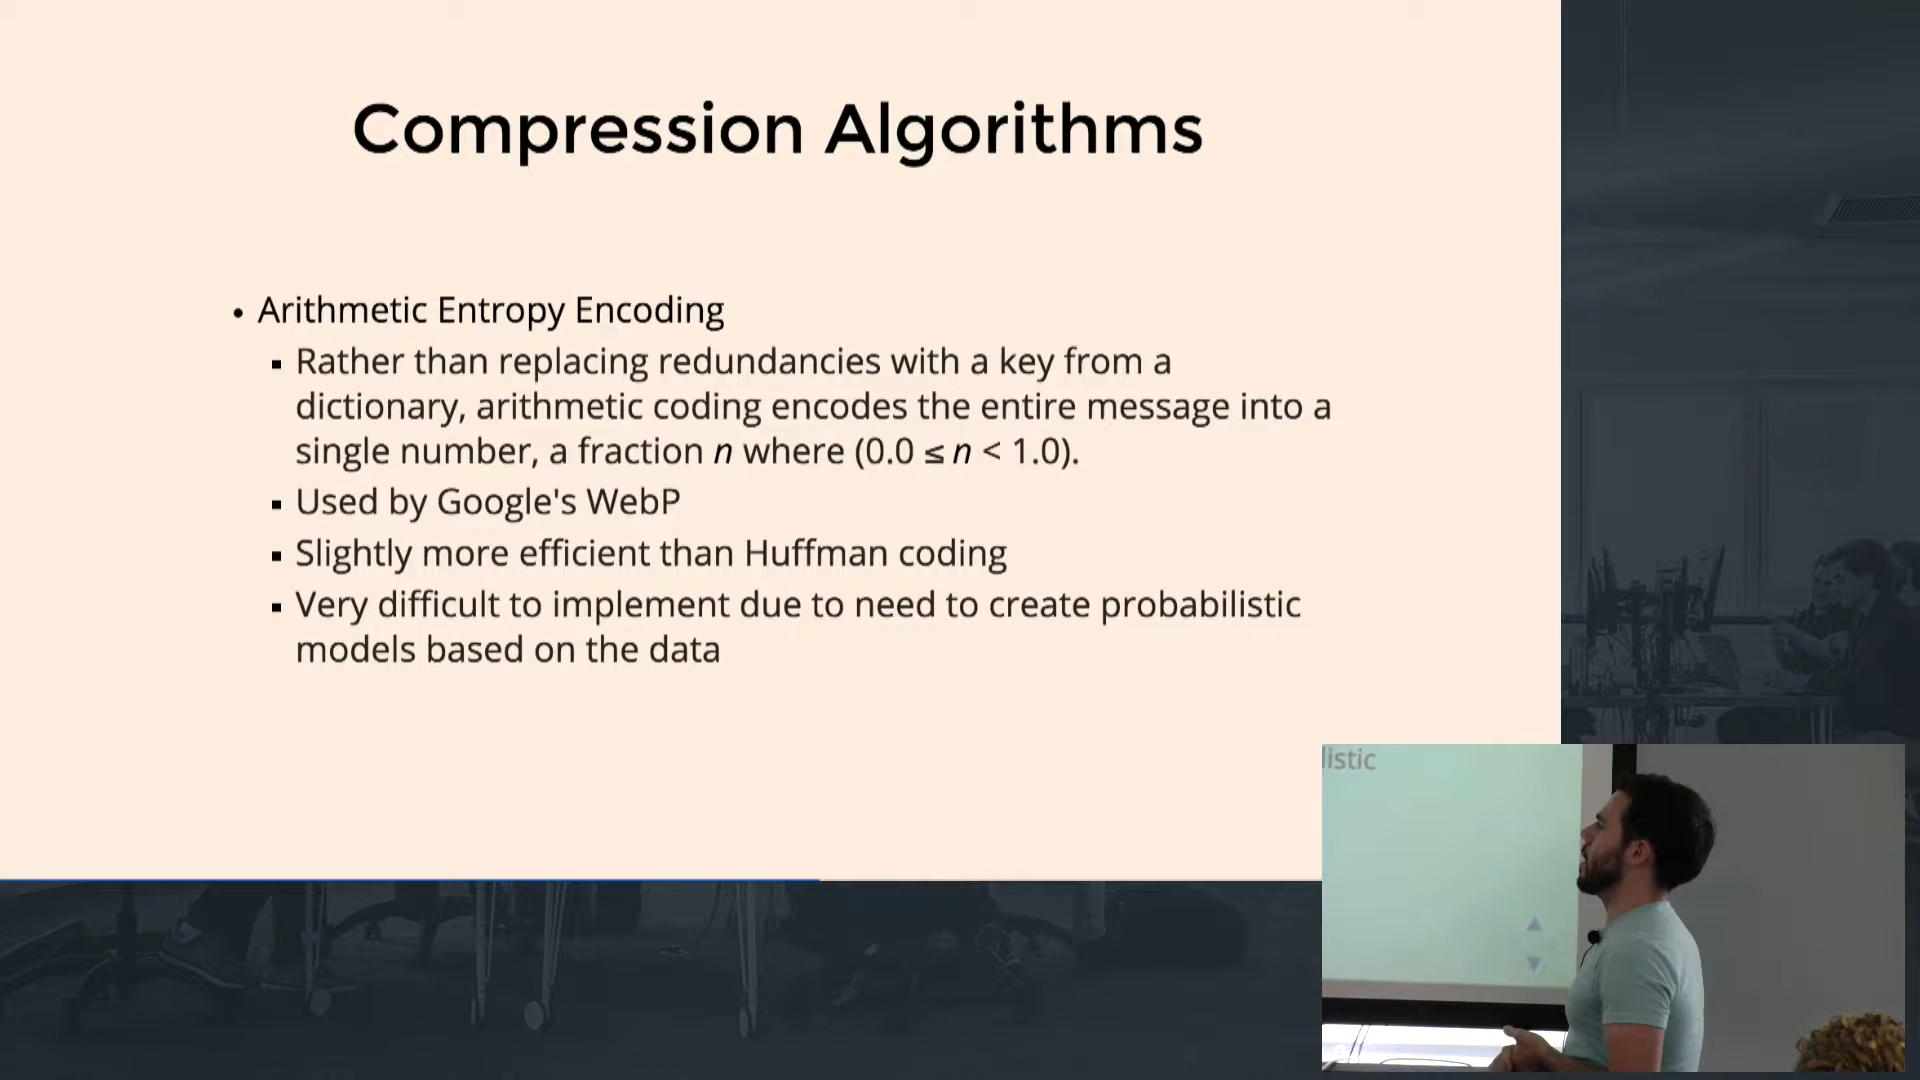 Compression Algorithms
• Arithmetic Entropy Encoding
▪ Rather than replacing redundancies with a key from a
dictionary, arithmetic coding encodes the entire message into a
single number, a fraction n where (0.0 ≤ n < 1.0).
▪ Used by Google's WebP
▪ Slightly more efficient than Huffman coding
▪ Very difficult to implement due to need to create probabilistic
models based on the data
listic